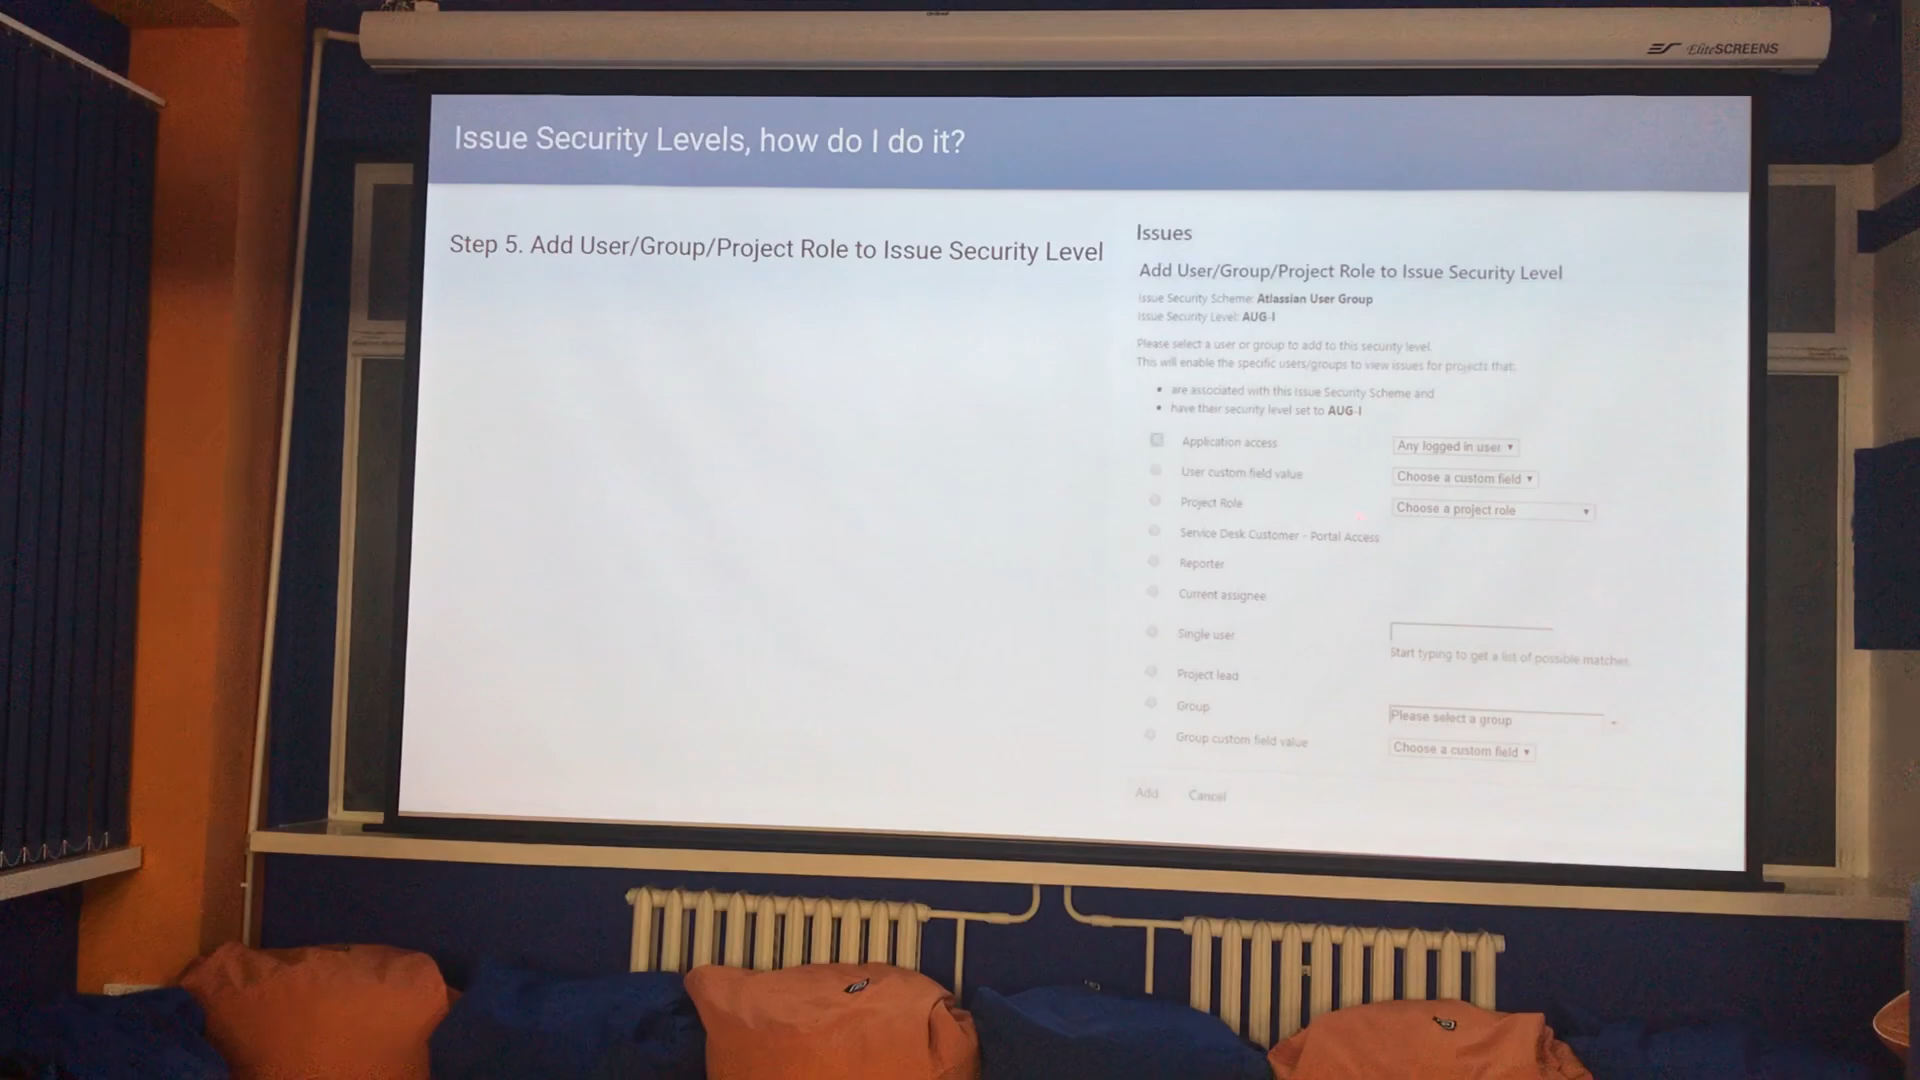 EliteSCREENS
Issue Security Levels, how do I do it?
Step 5. Add User/Group/Project Role to Issue Security Level
Issues
Add User/Group/Project Role to Issue Security Level
Issue Security Scheme: Atlassian User Group
Issue Security Level: AUG-I
Please select a user or group to add to this security level.
This will enable the specific users/groups to view issues for projects that:
• are associated with this Issue Security Scheme and
• have their security level set to AUG-I
Application access Any logged in user
User custom field value Choose a custom field
Project Role Choose a project role
Service Desk Customer - Portal Access
Reporter
Current assignee
Single user
Start typing to get a list of possible matches.
Project lead
Group Please select a group
Group custom field value Choose a custom field
Add Cancel